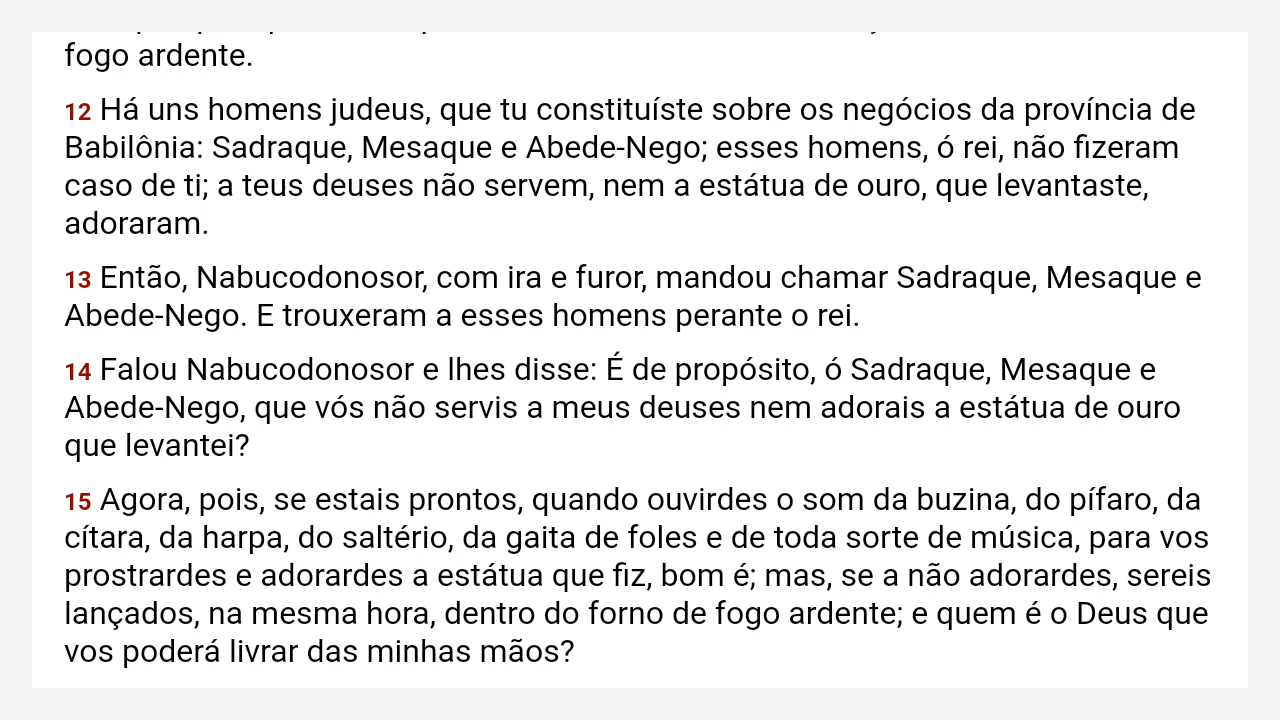 fogo ardente.
12 Há uns homens judeus, que tu constituíste sobre os negócios da província de
Babilônia: Sadraque, Mesaque e Abede-Nego; esses homens, ó rei, não fizeram
caso de ti; a teus deuses não servem, nem a estátua de ouro, que levantaste,
adoraram.
13 Então, Nabucodonosor, com ira e furor, mandou chamar Sadraque, Mesaque e
Abede-Nego. E trouxeram a esses homens perante o rei.
14 Falou Nabucodonosor e lhes disse: É de propósito, ó Sadraque, Mesaque e
Abede-Nego, que vós não servis a meus deuses nem adorais a estátua de ouro
que levantei?
15 Agora, pois, se estais prontos, quando ouvirdes o som da buzina, do pífaro, da
cítara, da harpa, do saltério, da gaita de foles e de toda sorte de música, para vos
prostrardes e adorardes a estátua que fiz, bom é; mas, se a não adorardes, sereis
lançados, na mesma hora, dentro do forno de fogo ardente; e quem é o Deus que
vos poderá livrar das minhas mãos?